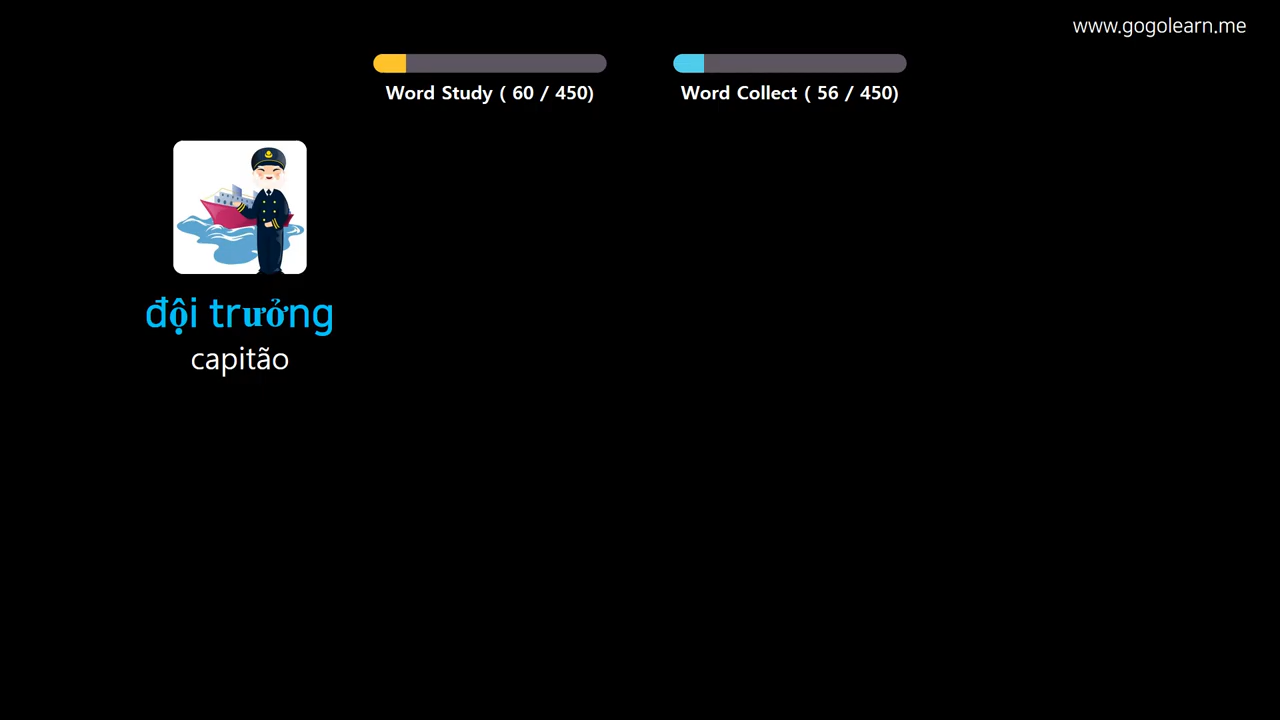 www.gogolearn.me
Word Study ( 60 / 450)
Word Collect ( 56 / 450)
đội trưởng
capitão